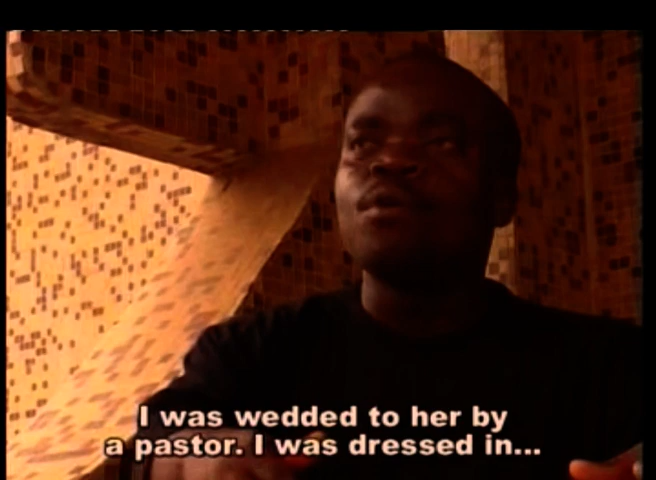 I was wedded to her by
a pastor. I was dressed in...